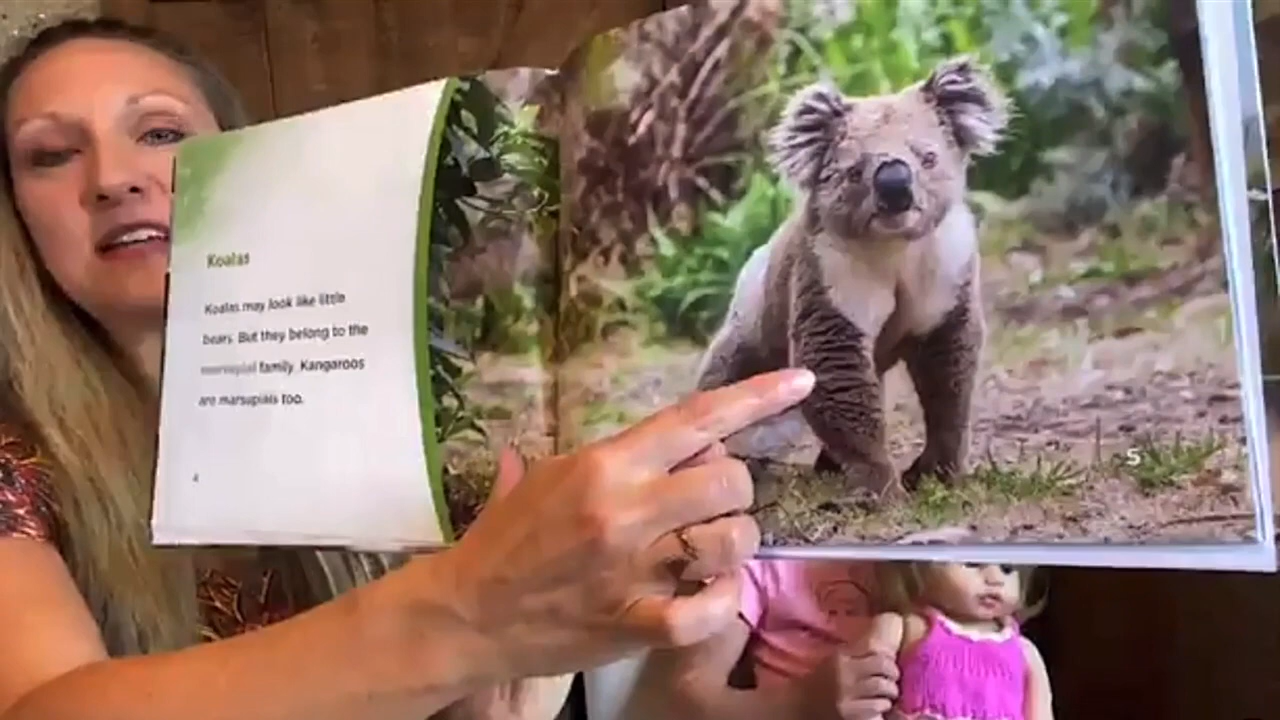 Koalas
Koalas may look like little
bears. But they belong to the
marsupial family. Kangaroos
are marsupials too.
4
5